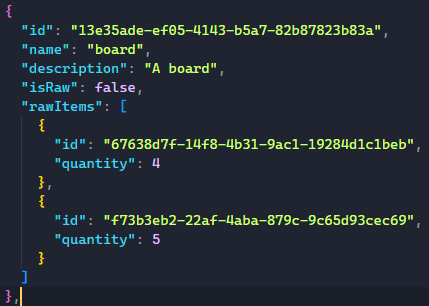 {
"id": "13e35ade-ef05-4143-b5a7-82b87823b83a",
"name": "board",
"description": "A board",
"isRaw": false,
"rawItems": [
{
"id": "67638d7f-14f8-4b31-9ac1-19284d1c1beb",
"quantity": 4
},
{
"id": "f73b3eb2-22af-4aba-879c-9c65d93cec69",
"quantity": 5
}
]
},